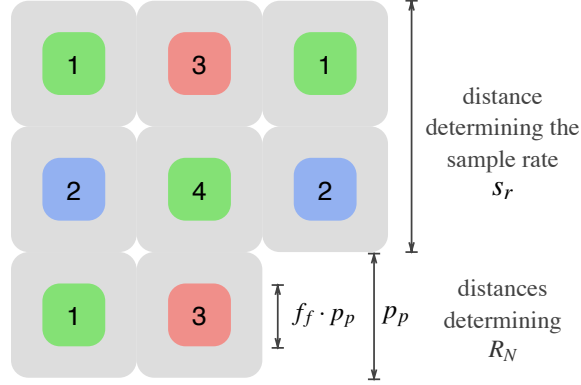 1 3 1
distance
determining the
sample rate
s_r
2 4 2
1 3
f_f · p_p
p_p
distances
determining
R_N